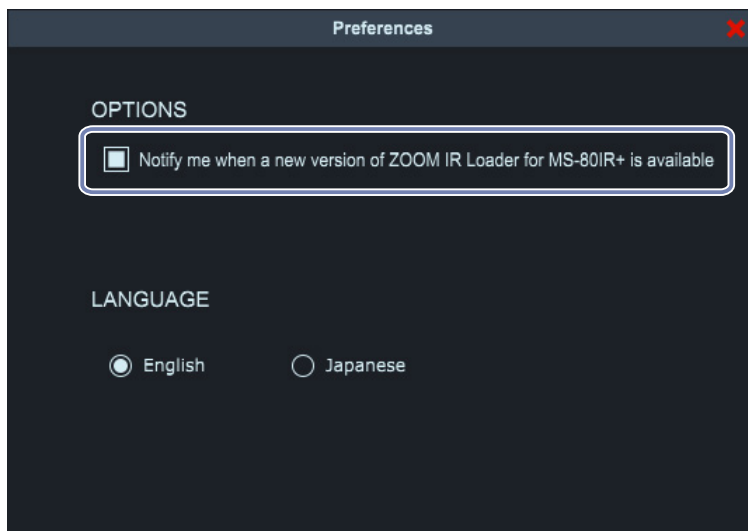 Preferences
OPTIONS
Notify me when a new version of ZOOM IR Loader for MS-80IR+ is available
LANGUAGE
English Japanese